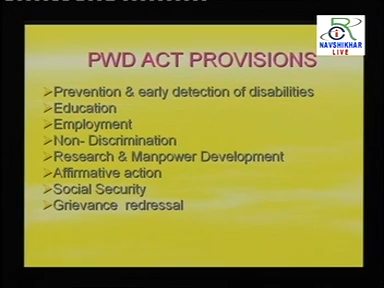 NAVSHIKHAR
LIVE
PWD ACT PROVISIONS
➢Prevention & early detection of disabilities
➢Education
➢Employment
➢Non- Discrimination
➢Research & Manpower Development
➢Affirmative action
➢Social Security
➢Grievance redressal